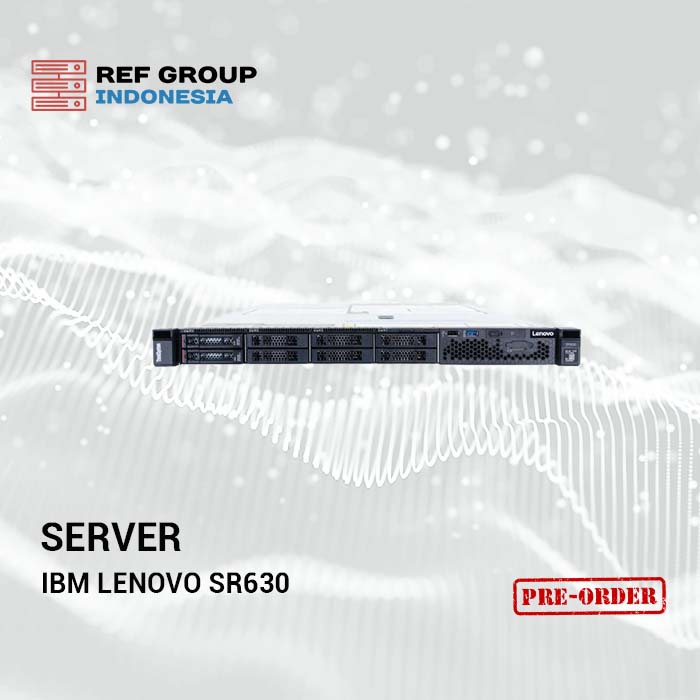 REF GROUP
INDONESIA
Lenovo
SERVER
IBM LENOVO SR630
PRE-ORDER